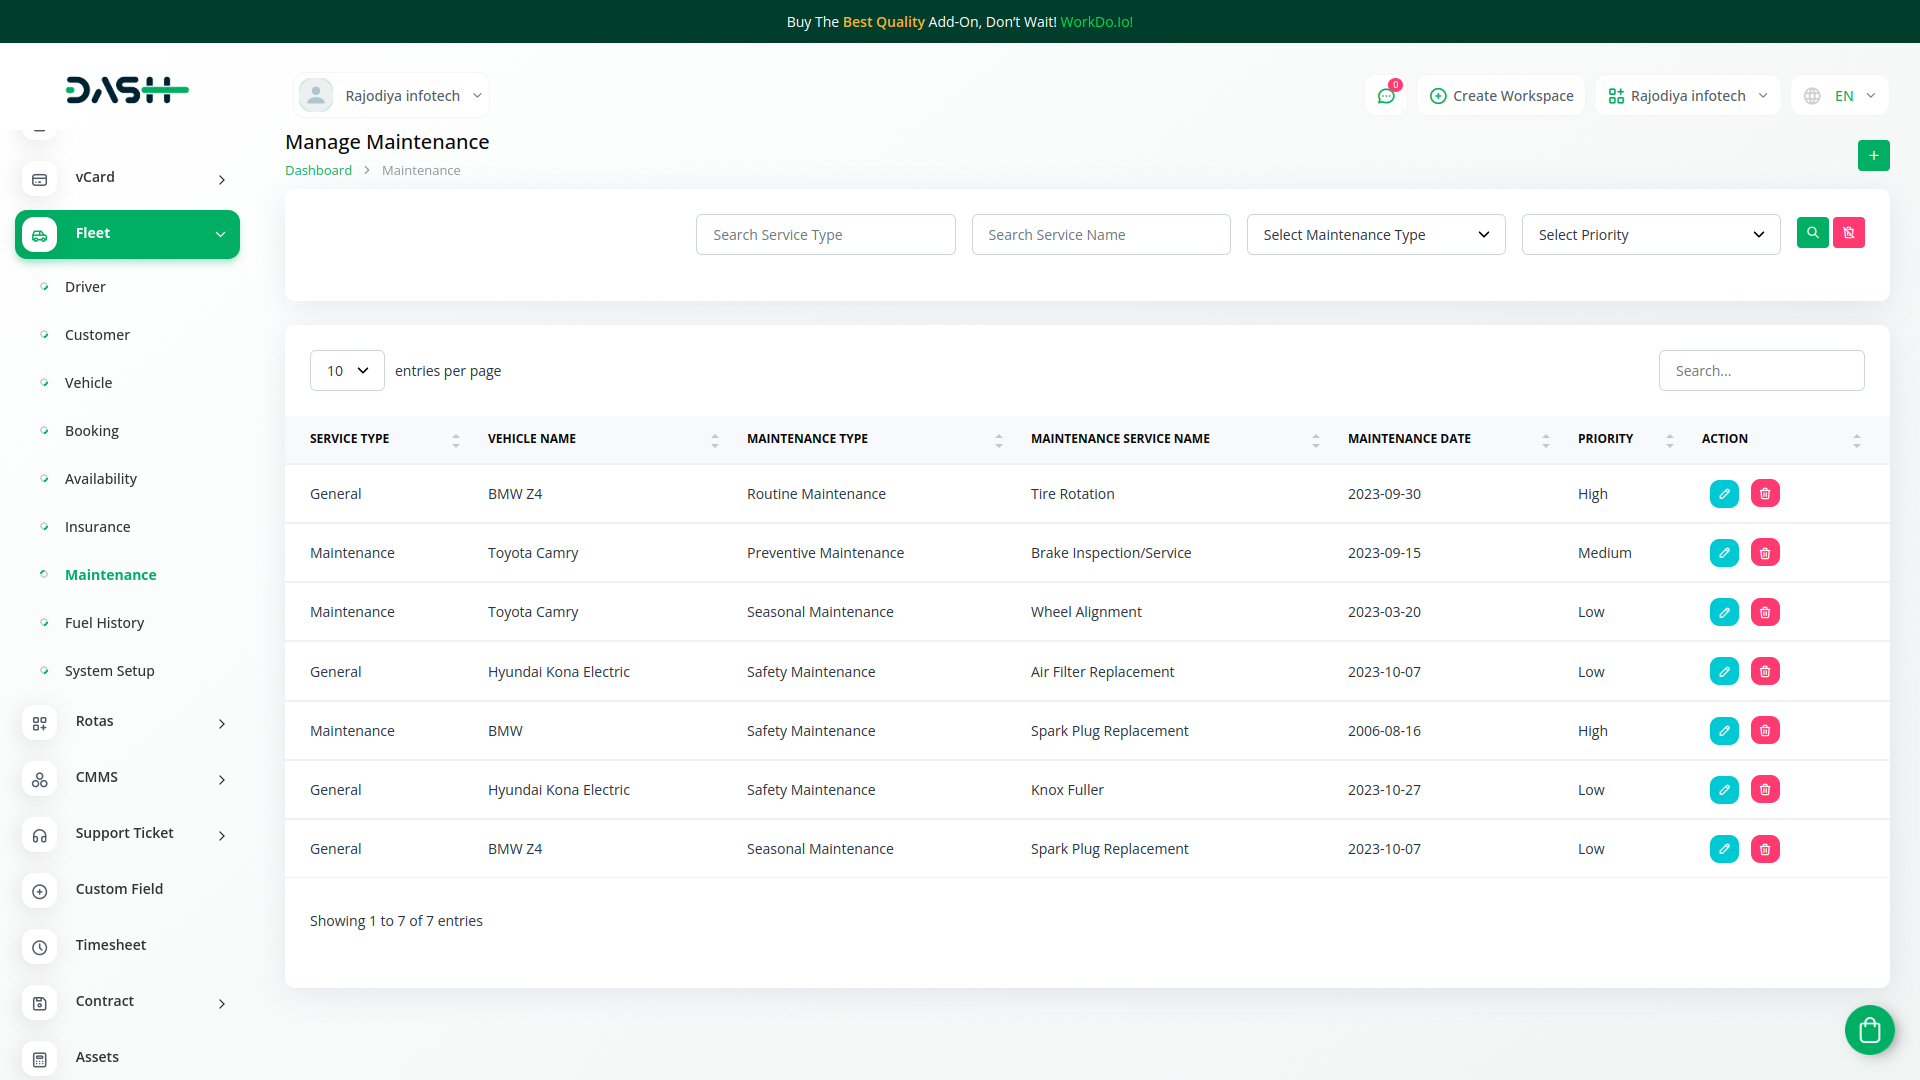 Buy The Best Quality Add-On, Don't Wait! WorkDo.Io!
DASH
Rajodiya infotech
0
Create Workspace
Rajodiya infotech
EN
vCard
Fleet
Driver
Customer
Vehicle
Booking
Availability
Insurance
Maintenance
Fuel History
System Setup
Rotas
CMMS
Support Ticket
Custom Field
Timesheet
Contract
Assets
Manage Maintenance
Dashboard Maintenance
+
Search Service Type Search Service Name Select Maintenance Type Select Priority
10 entries per page Search...
SERVICE TYPE VEHICLE NAME MAINTENANCE TYPE MAINTENANCE SERVICE NAME MAINTENANCE DATE PRIORITY ACTION
General BMW Z4 Routine Maintenance Tire Rotation 2023-09-30 High
Maintenance Toyota Camry Preventive Maintenance Brake Inspection/Service 2023-09-15 Medium
Maintenance Toyota Camry Seasonal Maintenance Wheel Alignment 2023-03-20 Low
General Hyundai Kona Electric Safety Maintenance Air Filter Replacement 2023-10-07 Low
Maintenance BMW Safety Maintenance Spark Plug Replacement 2006-08-16 High
General Hyundai Kona Electric Safety Maintenance Knox Fuller 2023-10-27 Low
General BMW Z4 Seasonal Maintenance Spark Plug Replacement 2023-10-07 Low
Showing 1 to 7 of 7 entries